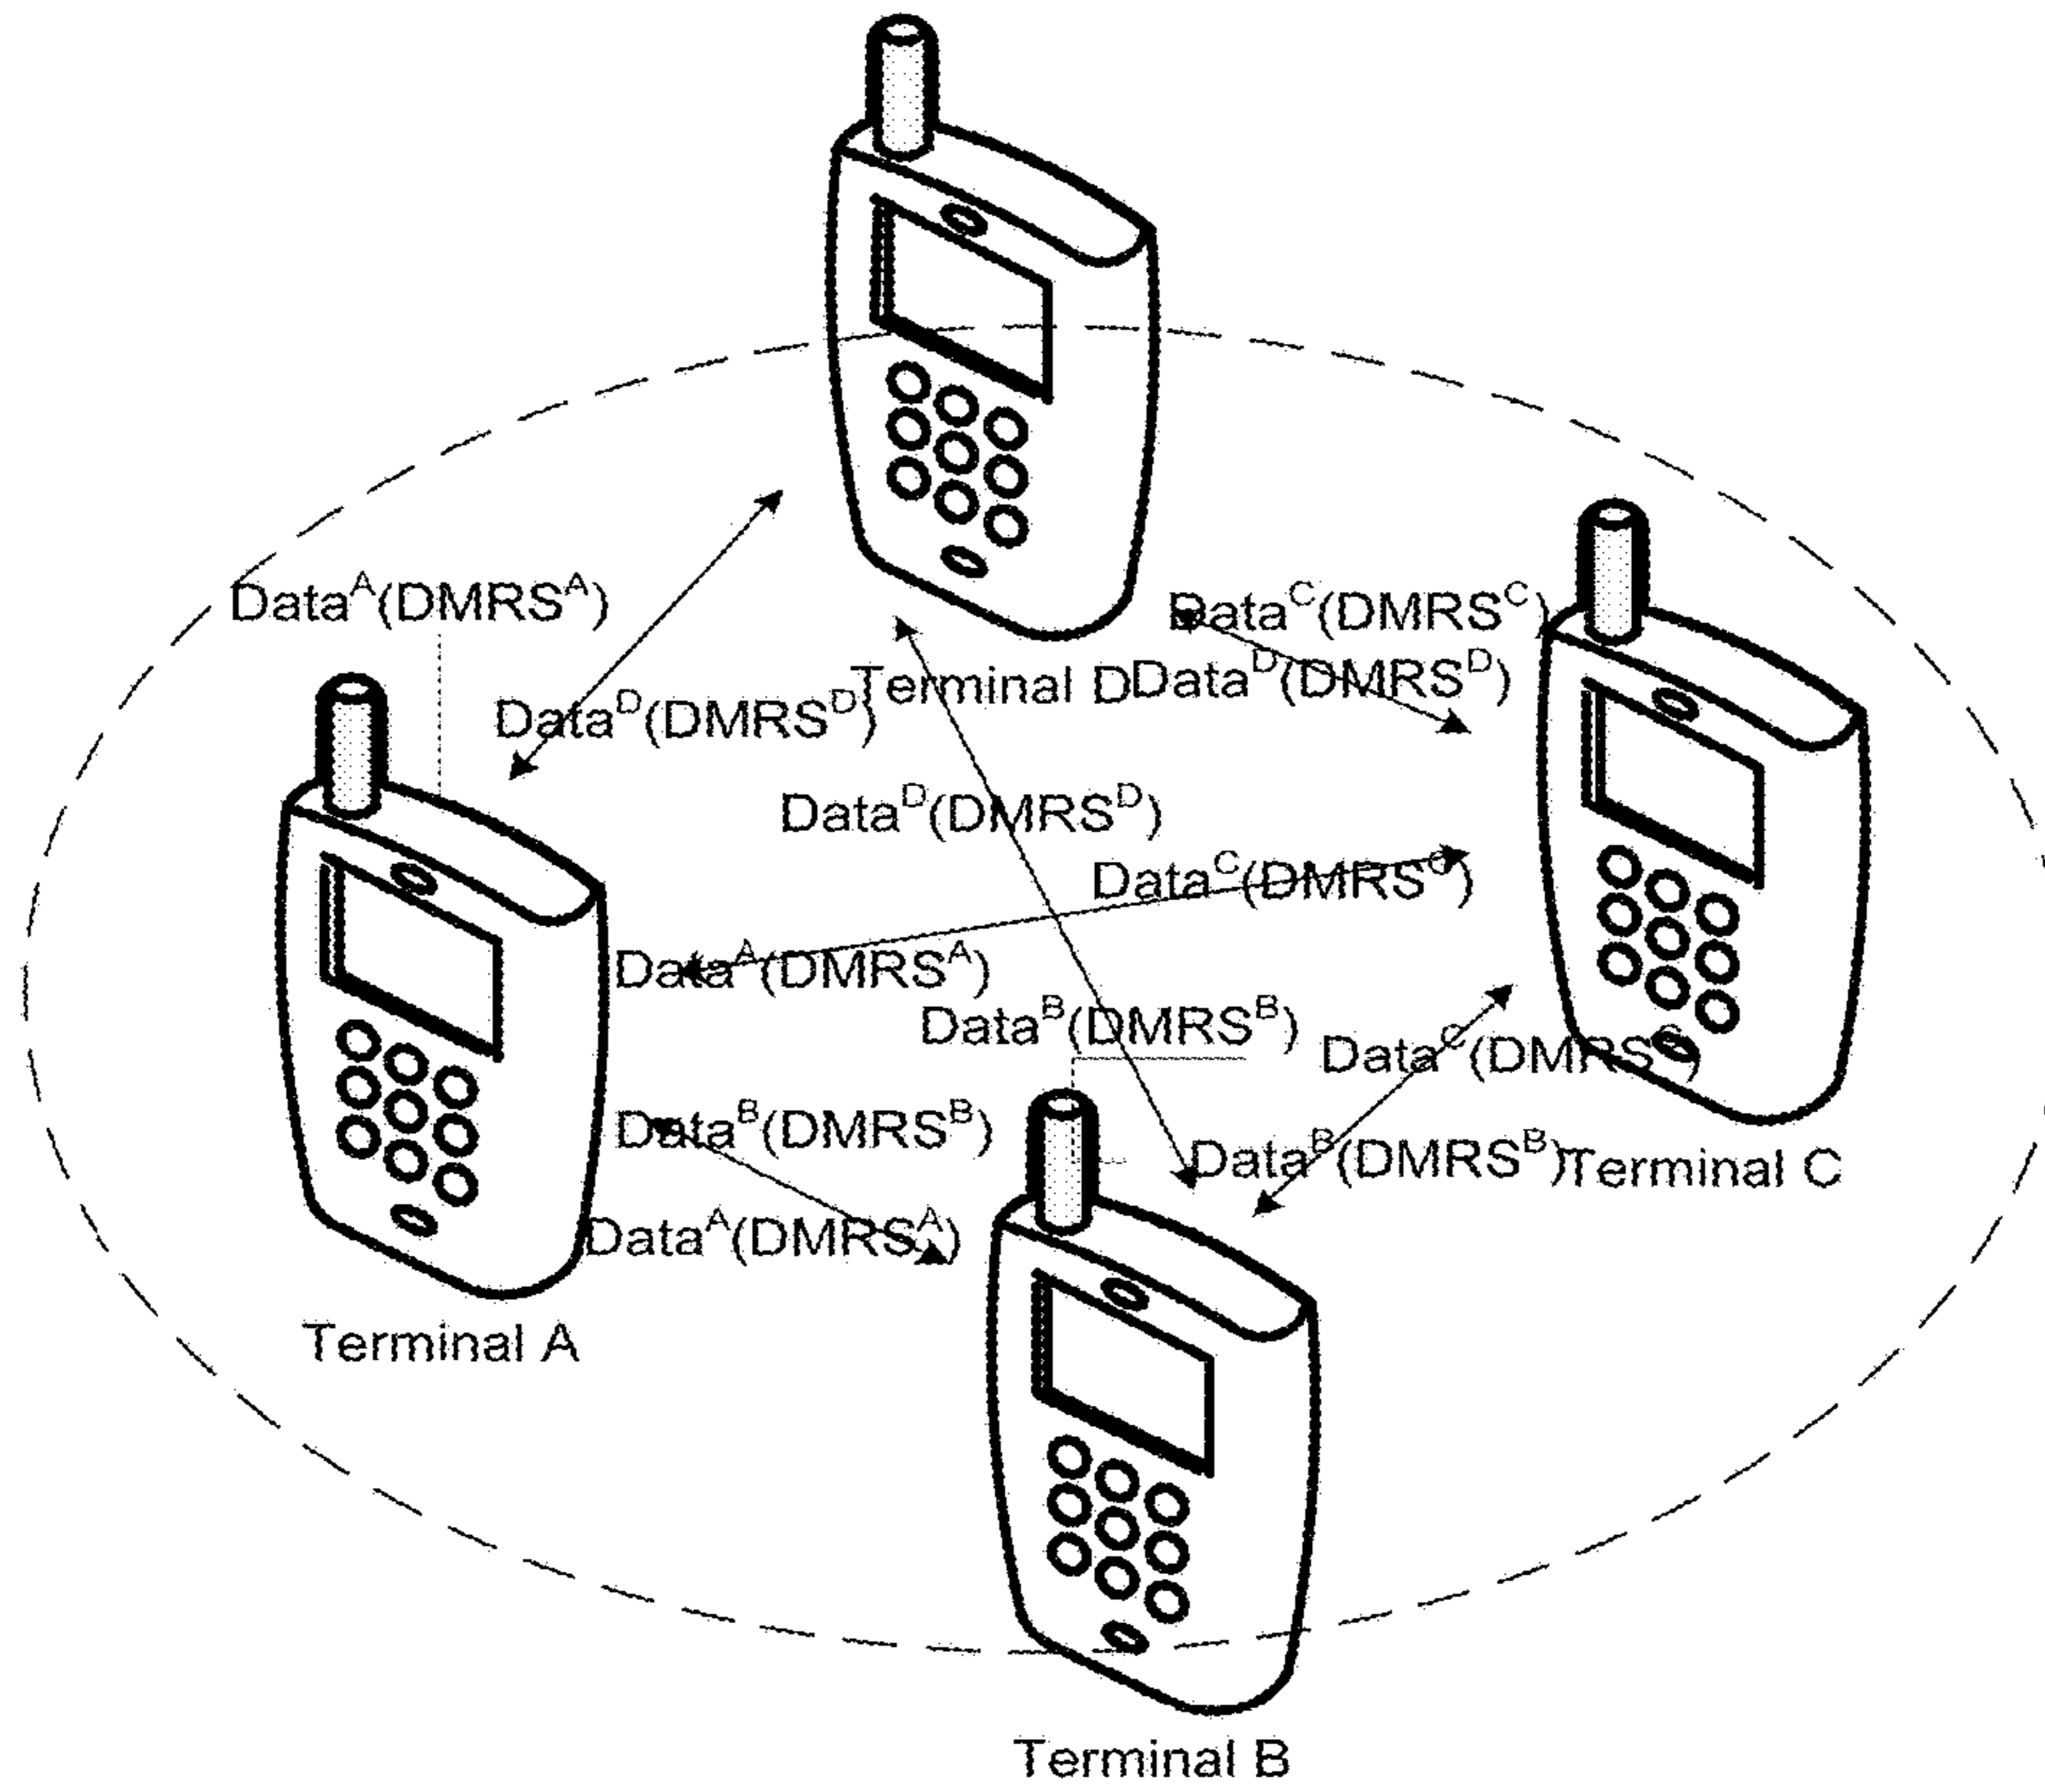 Data^A(DMRS^A)
Data^C(DMRS^C)
Terminal D
Data^D(DMRS^D)
Data^D(DMRS^D)
Data^D(DMRS^D)
Data^C(DMRS^C)
Data^A(DMRS^A)
Data^B(DMRS^B)
Data^C(DMRS^C)
Data^B(DMRS^B)
Data^B(DMRS^B)
Terminal C
Data^A(DMRS^A)
Terminal A
Terminal B